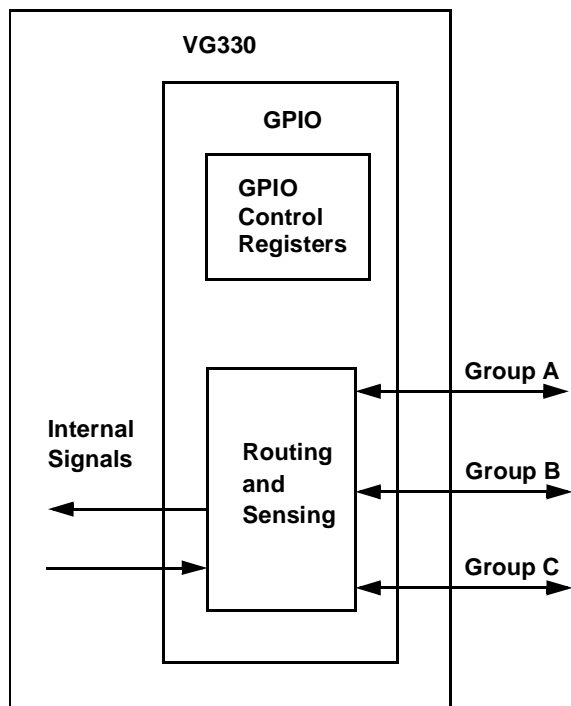 VG330
GPIO
GPIO
Control
Registers
Group A
Internal
Signals
Routing
and
Sensing
Group B
Group C